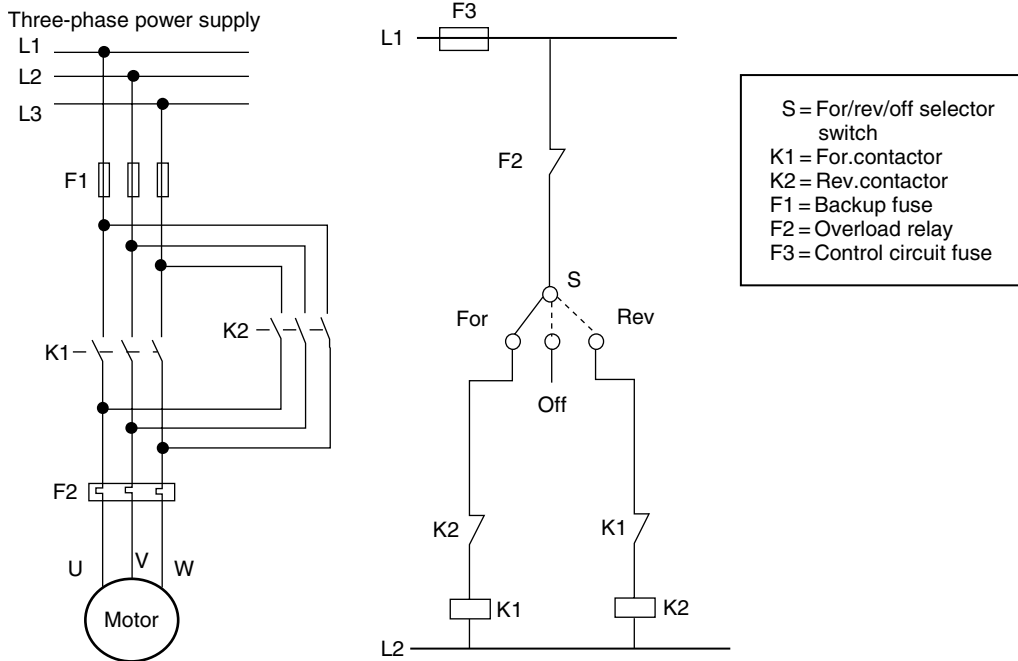 Three-phase power supply
L1
L2
L3
F1
K1
K2
F2
U
V
W
Motor
F3
L1
F2
S
For
Rev
Off
K2
K1
K1
K2
L2
S = For/rev/off selector
switch
K1 = For.contactor
K2 = Rev.contactor
F1 = Backup fuse
F2 = Overload relay
F3 = Control circuit fuse